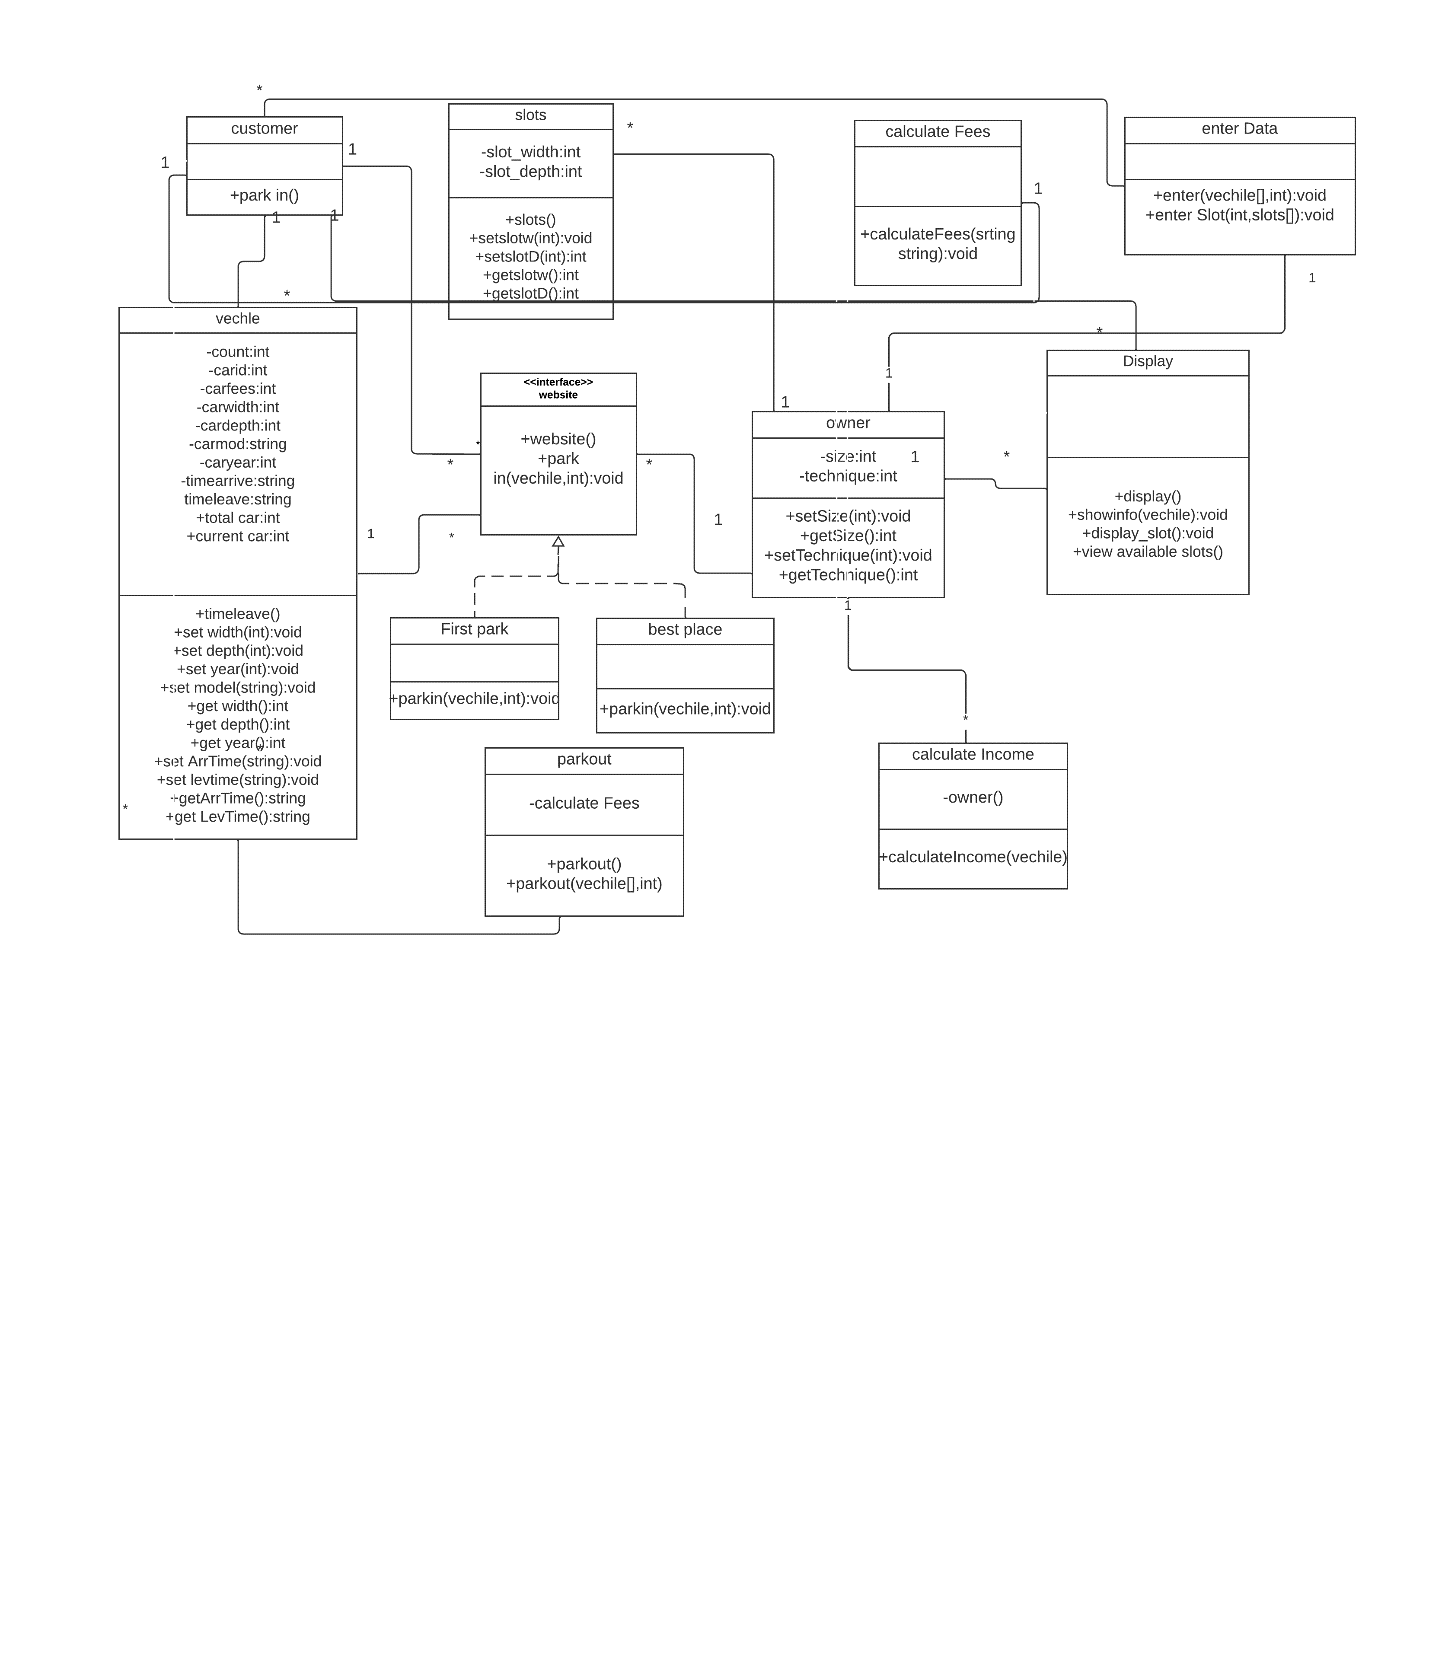 *
customer
1
1
+park in()
1
1
slots
-slot_width:int
-slot_depth:int
+slots()
+setslotw(int):void
+setslotD(int):int
+getslotw():int
+getslotD():int
*
calculate Fees
+calculateFees(srting
string):void
1
enter Data
+enter(vechile[],int):void
+enter Slot(int,slots[]):void
1
*
vechle
-count:int
-carid:int
-carfees:int
-carwidth:int
-cardepth:int
-carmod:string
-caryear:int
-timearrive:string
timeleave:string
+total car:int
+current car:int
+timeleave()
+set width(int):void
+set depth(int):void
+set year(int):void
+set model(string):void
+get width():int
+get depth():int
+get year():int
*
+set ArrTime(string):void
+set levtime(string):void
+getArrTime():string
+get LevTime():string
*
1
*
<<interface>>
website
+website()
+park
in(vechile,int):void
*
*
*
1
1
1
owner
-size:int
-technique:int
1
+setSize(int):void
+getSize():int
+setTechnique(int):void
+getTechnique():int
1
*
*
Display
+display()
+showinfo(vechile):void
+display_slot():void
+view available slots()
First park
+parkin(vechile,int):void
best place
+parkin(vechile,int):void
parkout
-calculate Fees
+parkout()
+parkout(vechile[],int)
*
calculate Income
-owner()
+calculateIncome(vechile)